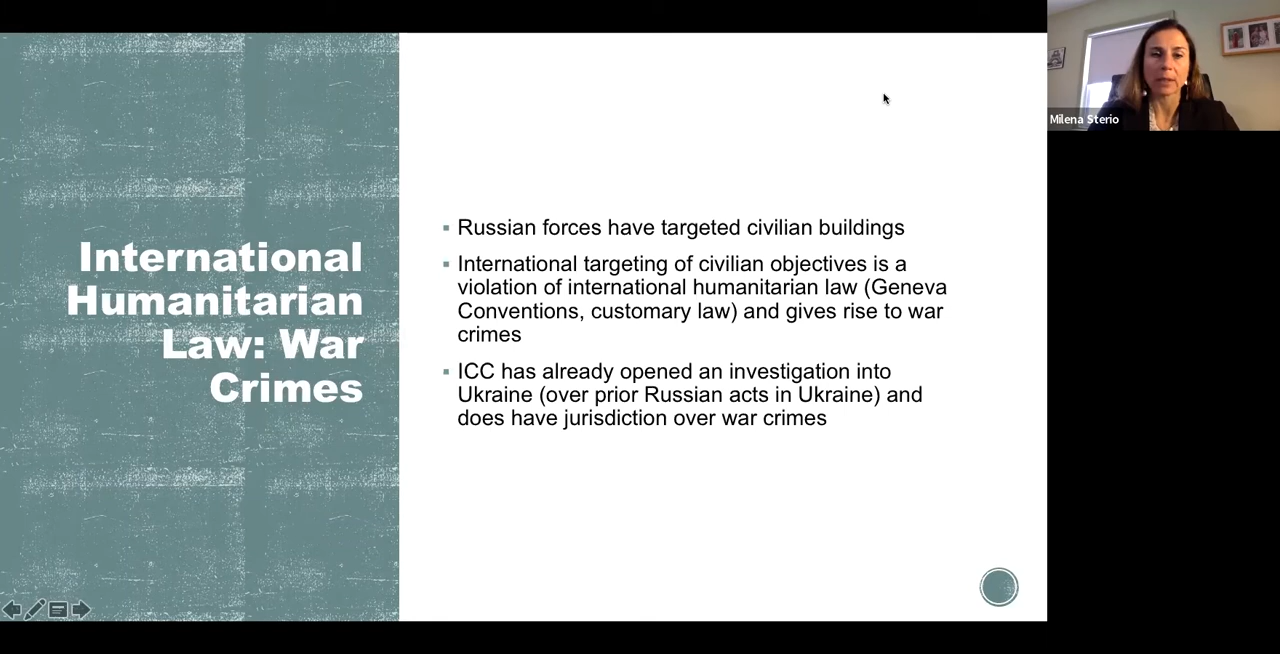 International
Humanitarian
Law: War
Crimes
Russian forces have targeted civilian buildings
International targeting of civilian objectives is a
violation of international humanitarian law (Geneva
Conventions, customary law) and gives rise to war
crimes
ICC has already opened an investigation into
Ukraine (over prior Russian acts in Ukraine) and
does have jurisdiction over war crimes
Milena Sterio